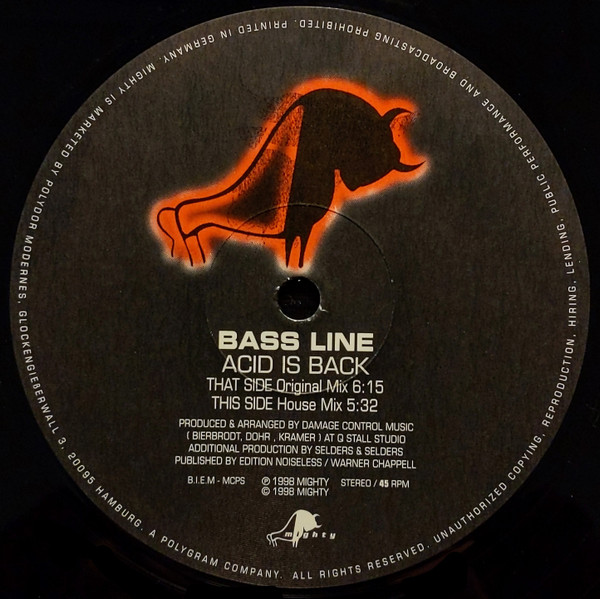 BASS LINE
ACID IS BACK
THAT SIDE Original Mix 6:15
THIS SIDE House Mix 5:32
PRODUCED & ARRANGED BY DAMAGE CONTROL MUSIC
( BIERBRODT, DOHR , KRAMER ) AT Q STALL STUDIO
ADDITIONAL PRODUCTION BY SELDERS & SELDERS
PUBLISHED BY EDITION NOISELESS / WARNER CHAPPELL
B.I.E.M - MCPS ℗ 1998 MIGHTY STEREO / 45 RPM
© 1998 MIGHTY
mighty
MIGHTY IS MARKETED BY POLYDOR MODERNES, GLOCKENGIEßERWALL 3, 20095 HAMBURG, A POLYGRAM COMPANY. ALL RIGHTS RESERVED. UNAUTHORIZED COPYING, REPRODUCTION, HIRING, LENDING, PUBLIC PERFORMANCE AND BROADCASTING PROHIBITED. PRINTED IN GERMANY.